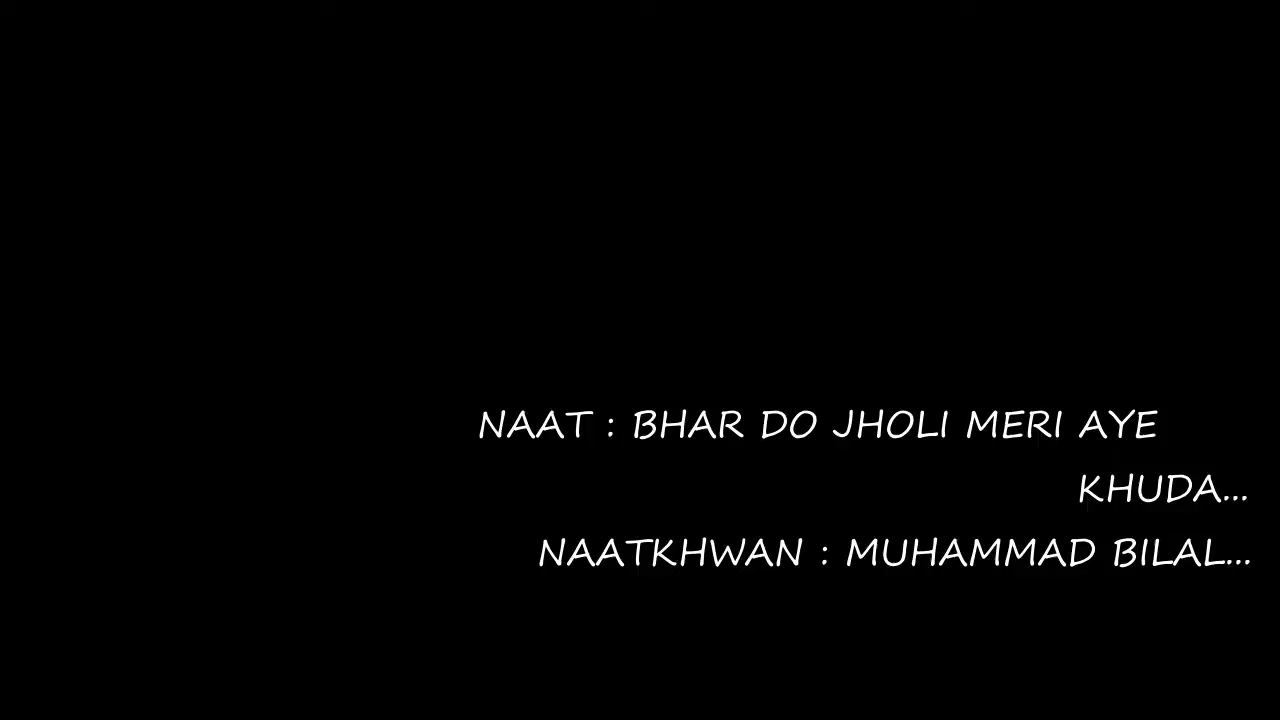 NAAT : BHAR DO JHOLI MERI AYE
KHUDA...
NAATKHWAN : MUHAMMAD BILAL...